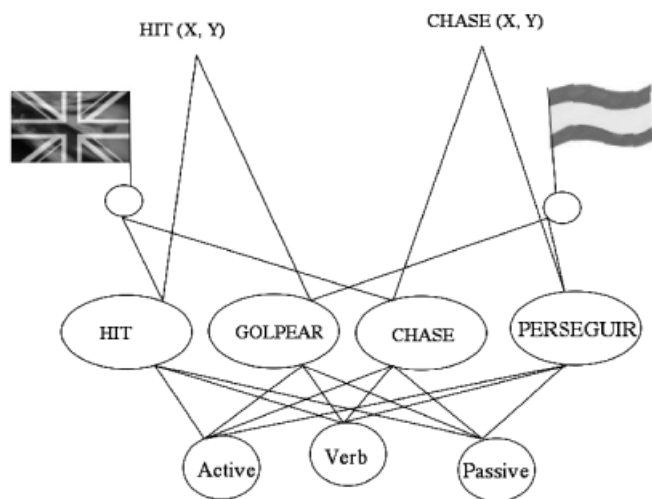 HIT (X, Y)
CHASE (X, Y)
HIT
GOLPEAR
CHASE
PERSEGUIR
Active
Verb
Passive